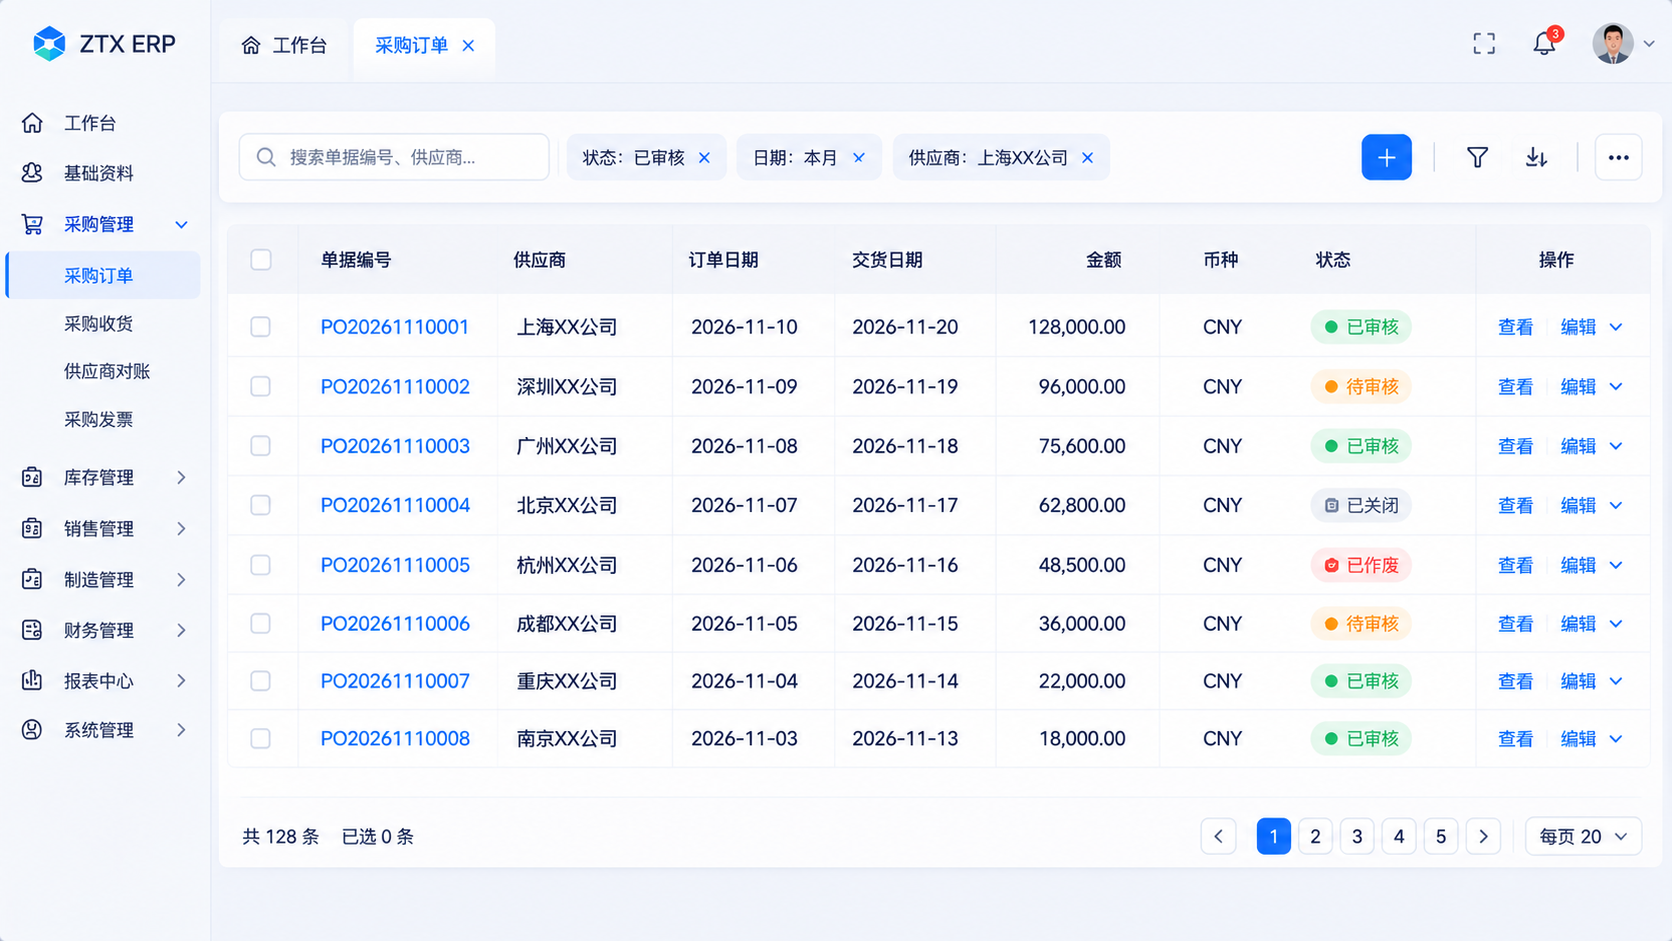 ZTX ERP
工作台
采购订单
3
工作台
基础资料
采购管理
采购订单
采购收货
供应商对账
采购发票
库存管理
销售管理
制造管理
财务管理
报表中心
系统管理
搜索单据编号、供应商...
状态：已审核
日期：本月
供应商：上海XX公司
单据编号 供应商 订单日期 交货日期 金额 币种 状态 操作
PO20261110001 上海XX公司 2026-11-10 2026-11-20 128,000.00 CNY 已审核 查看 编辑
PO20261110002 深圳XX公司 2026-11-09 2026-11-19 96,000.00 CNY 待审核 查看 编辑
PO20261110003 广州XX公司 2026-11-08 2026-11-18 75,600.00 CNY 已审核 查看 编辑
PO20261110004 北京XX公司 2026-11-07 2026-11-17 62,800.00 CNY 已关闭 查看 编辑
PO20261110005 杭州XX公司 2026-11-06 2026-11-16 48,500.00 CNY 已作废 查看 编辑
PO20261110006 成都XX公司 2026-11-05 2026-11-15 36,000.00 CNY 待审核 查看 编辑
PO20261110007 重庆XX公司 2026-11-04 2026-11-14 22,000.00 CNY 已审核 查看 编辑
PO20261110008 南京XX公司 2026-11-03 2026-11-13 18,000.00 CNY 已审核 查看 编辑
共 128 条 已选 0 条
1 2 3 4 5
每页 20